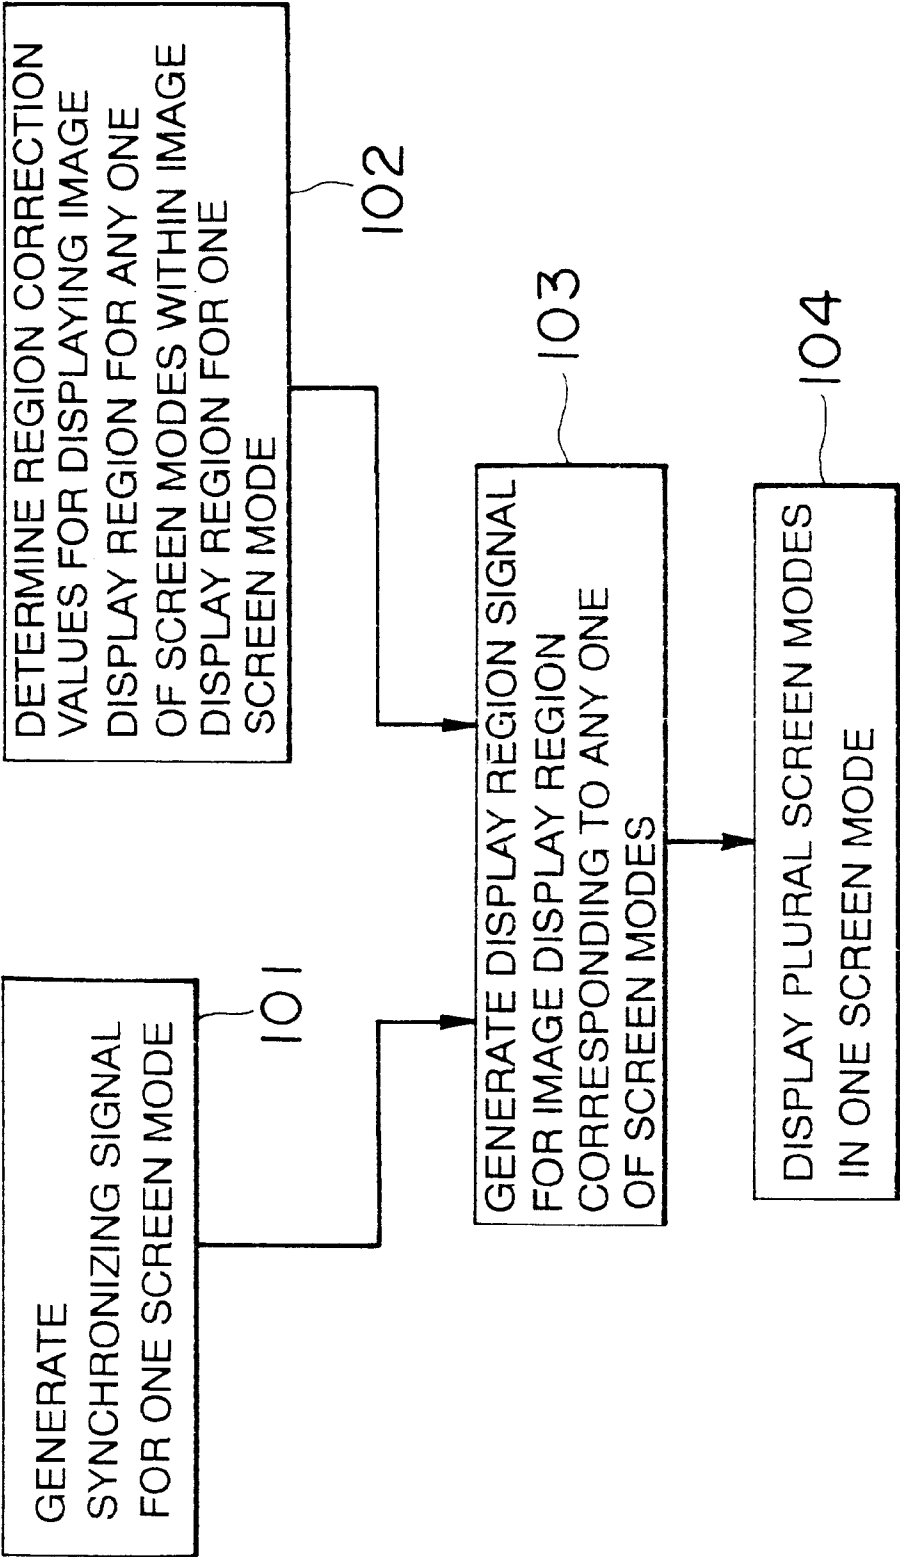 GENERATE
SYNCHRONIZING SIGNAL
FOR ONE SCREEN MODE
101
DETERMINE REGION CORRECTION
VALUES FOR DISPLAYING IMAGE
DISPLAY REGION FOR ANY ONE
OF SCREEN MODES WITHIN IMAGE
DISPLAY REGION FOR ONE
SCREEN MODE
102
GENERATE DISPLAY REGION SIGNAL
FOR IMAGE DISPLAY REGION
CORRESPONDING TO ANY ONE
OF SCREEN MODES
103
DISPLAY PLURAL SCREEN MODES
IN ONE SCREEN MODE
104